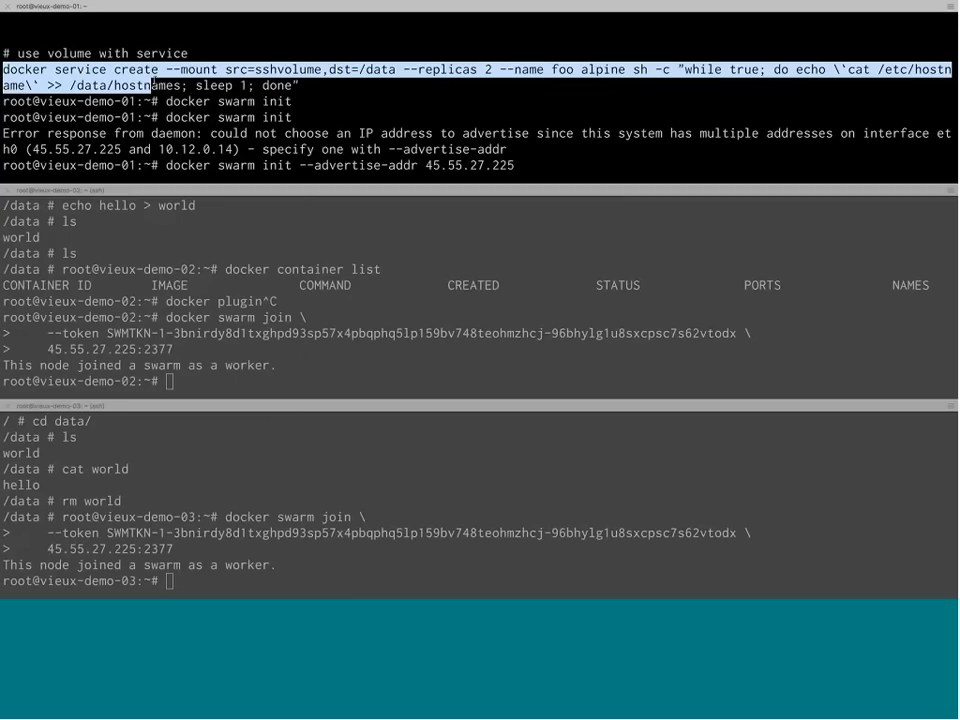 root@vieux-demo-01: ~
# use volume with service
docker service create --mount src=sshvolume,dst=/data --replicas 2 --name foo alpine sh -c "while true; do echo \`cat /etc/hostn
ame\` >> /data/hostnames; sleep 1; done"
root@vieux-demo-01:~# docker swarm init
root@vieux-demo-01:~# docker swarm init
Error response from daemon: could not choose an IP address to advertise since this system has multiple addresses on interface et
h0 (45.55.27.225 and 10.12.0.14) - specify one with --advertise-addr
root@vieux-demo-01:~# docker swarm init --advertise-addr 45.55.27.225
root@vieux-demo-02: ~ (ssh)
/data # echo hello > world
/data # ls
world
/data # ls
/data # root@vieux-demo-02:~# docker container list
CONTAINER ID IMAGE COMMAND CREATED STATUS PORTS NAMES
root@vieux-demo-02:~# docker plugin^C
root@vieux-demo-02:~# docker swarm join \
> --token SWMTKN-1-3bnirdy8d1txghpd93sp57x4pbqphq5lp159bv748teohmzhcj-96bhylg1u8sxcpsc7s62vtodx \
> 45.55.27.225:2377
This node joined a swarm as a worker.
root@vieux-demo-02:~#
root@vieux-demo-03: ~ (ssh)
/ # cd data/
/data # ls
world
/data # cat world
hello
/data # rm world
/data # root@vieux-demo-03:~# docker swarm join \
> --token SWMTKN-1-3bnirdy8d1txghpd93sp57x4pbqphq5lp159bv748teohmzhcj-96bhylg1u8sxcpsc7s62vtodx \
> 45.55.27.225:2377
This node joined a swarm as a worker.
root@vieux-demo-03:~#